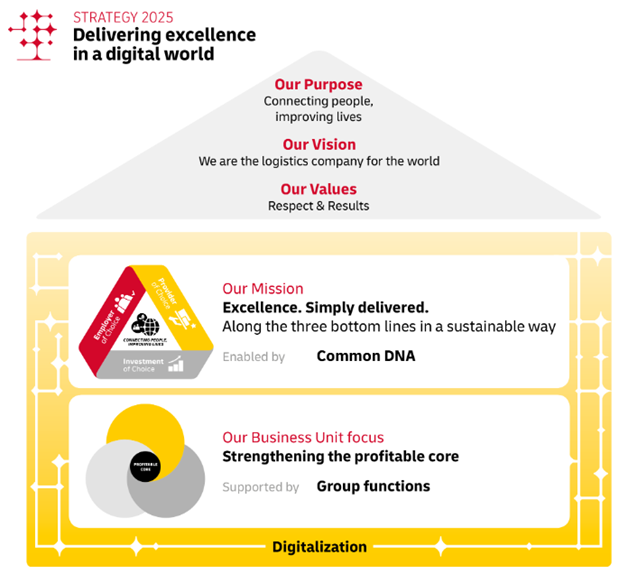 STRATEGY 2025
Delivering excellence
in a digital world
Our Purpose
Connecting people,
improving lives
Our Vision
We are the logistics company for the world
Our Values
Respect & Results
Employer
of Choice
Provider
of Choice
CONNECTING PEOPLE,
IMPROVING LIVES
Investment
of Choice
Our Mission
Excellence. Simply delivered.
Along the three bottom lines in a sustainable way
Enabled by Common DNA
PROFITABLE
CORE
Our Business Unit focus
Strengthening the profitable core
Supported by Group functions
Digitalization